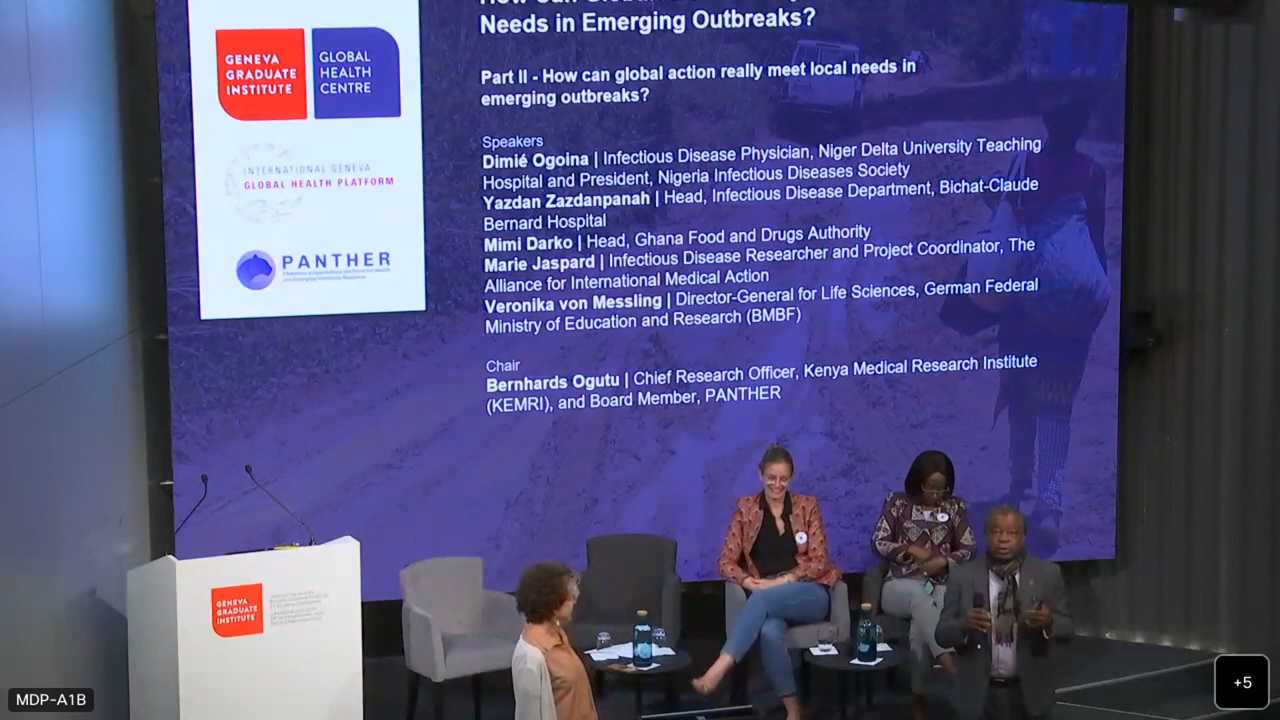 Needs in Emerging Outbreaks?
Part II - How can global action really meet local needs in
emerging outbreaks?
Speakers
Dimié Ogoina | Infectious Disease Physician, Niger Delta University Teaching
Hospital and President, Nigeria Infectious Diseases Society
Yazdan Yazdanpanah | Head, Infectious Disease Department, Bichat-Claude
Bernard Hospital
Mimi Darko | Head, Ghana Food and Drugs Authority
Marie Jaspard | Infectious Disease Researcher and Project Coordinator, The
Alliance for International Medical Action
Veronika von Messling | Director-General for Life Sciences, German Federal
Ministry of Education and Research (BMBF)
Chair
Bernhards Ogutu | Chief Research Officer, Kenya Medical Research Institute
(KEMRI), and Board Member, PANTHER
GENEVA
GRADUATE
INSTITUTE
GLOBAL
HEALTH
CENTRE
INTERNATIONAL GENEVA
GLOBAL HEALTH PLATFORM
PANTHER
GENEVA
GRADUATE
INSTITUTE
MDP-A1B
+5